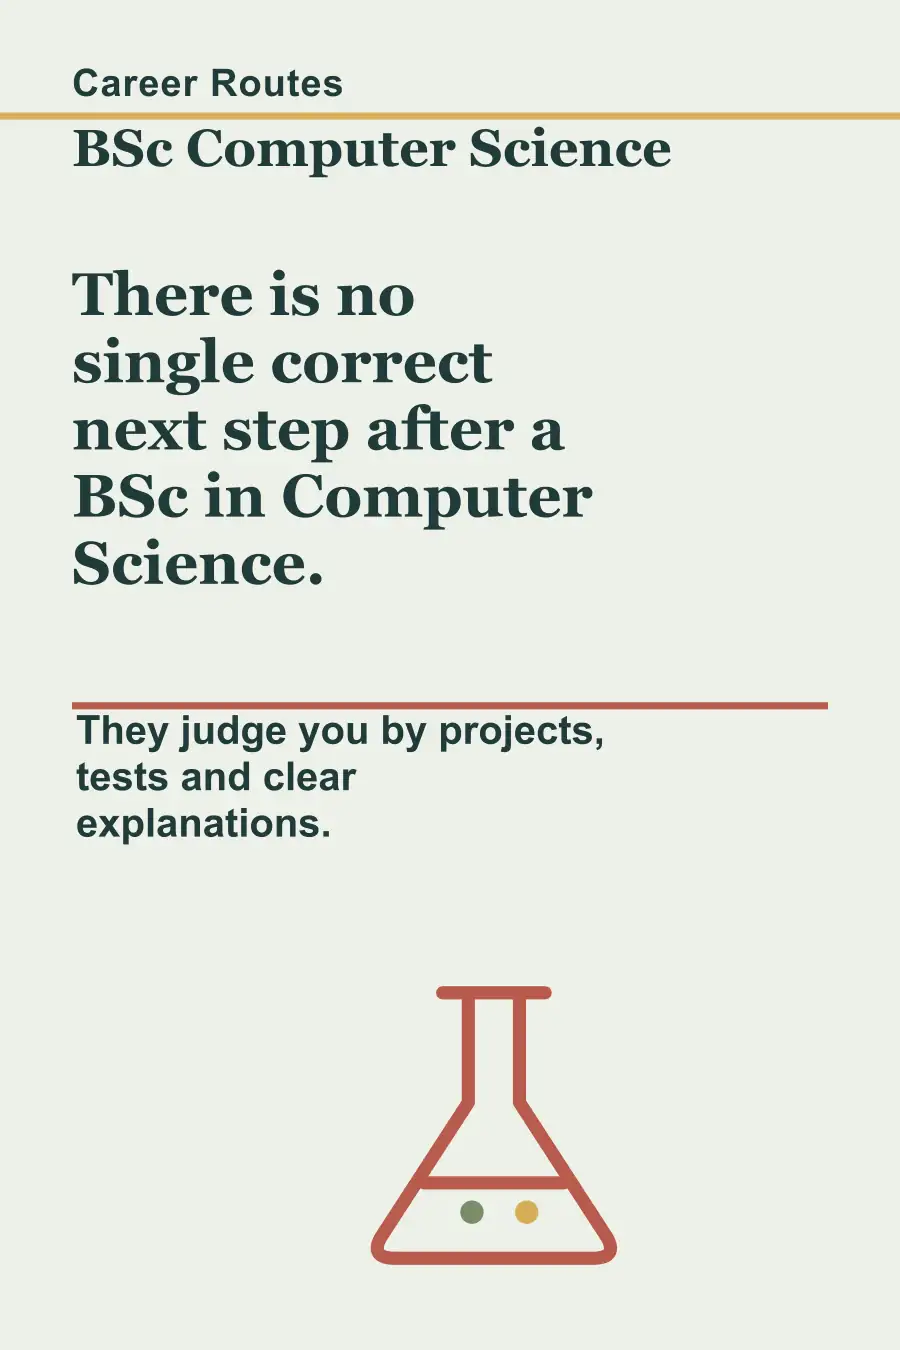 Career Routes
BSc Computer Science
There is no
single correct
next step after a
BSc in Computer
Science.
They judge you by projects,
tests and clear
explanations.